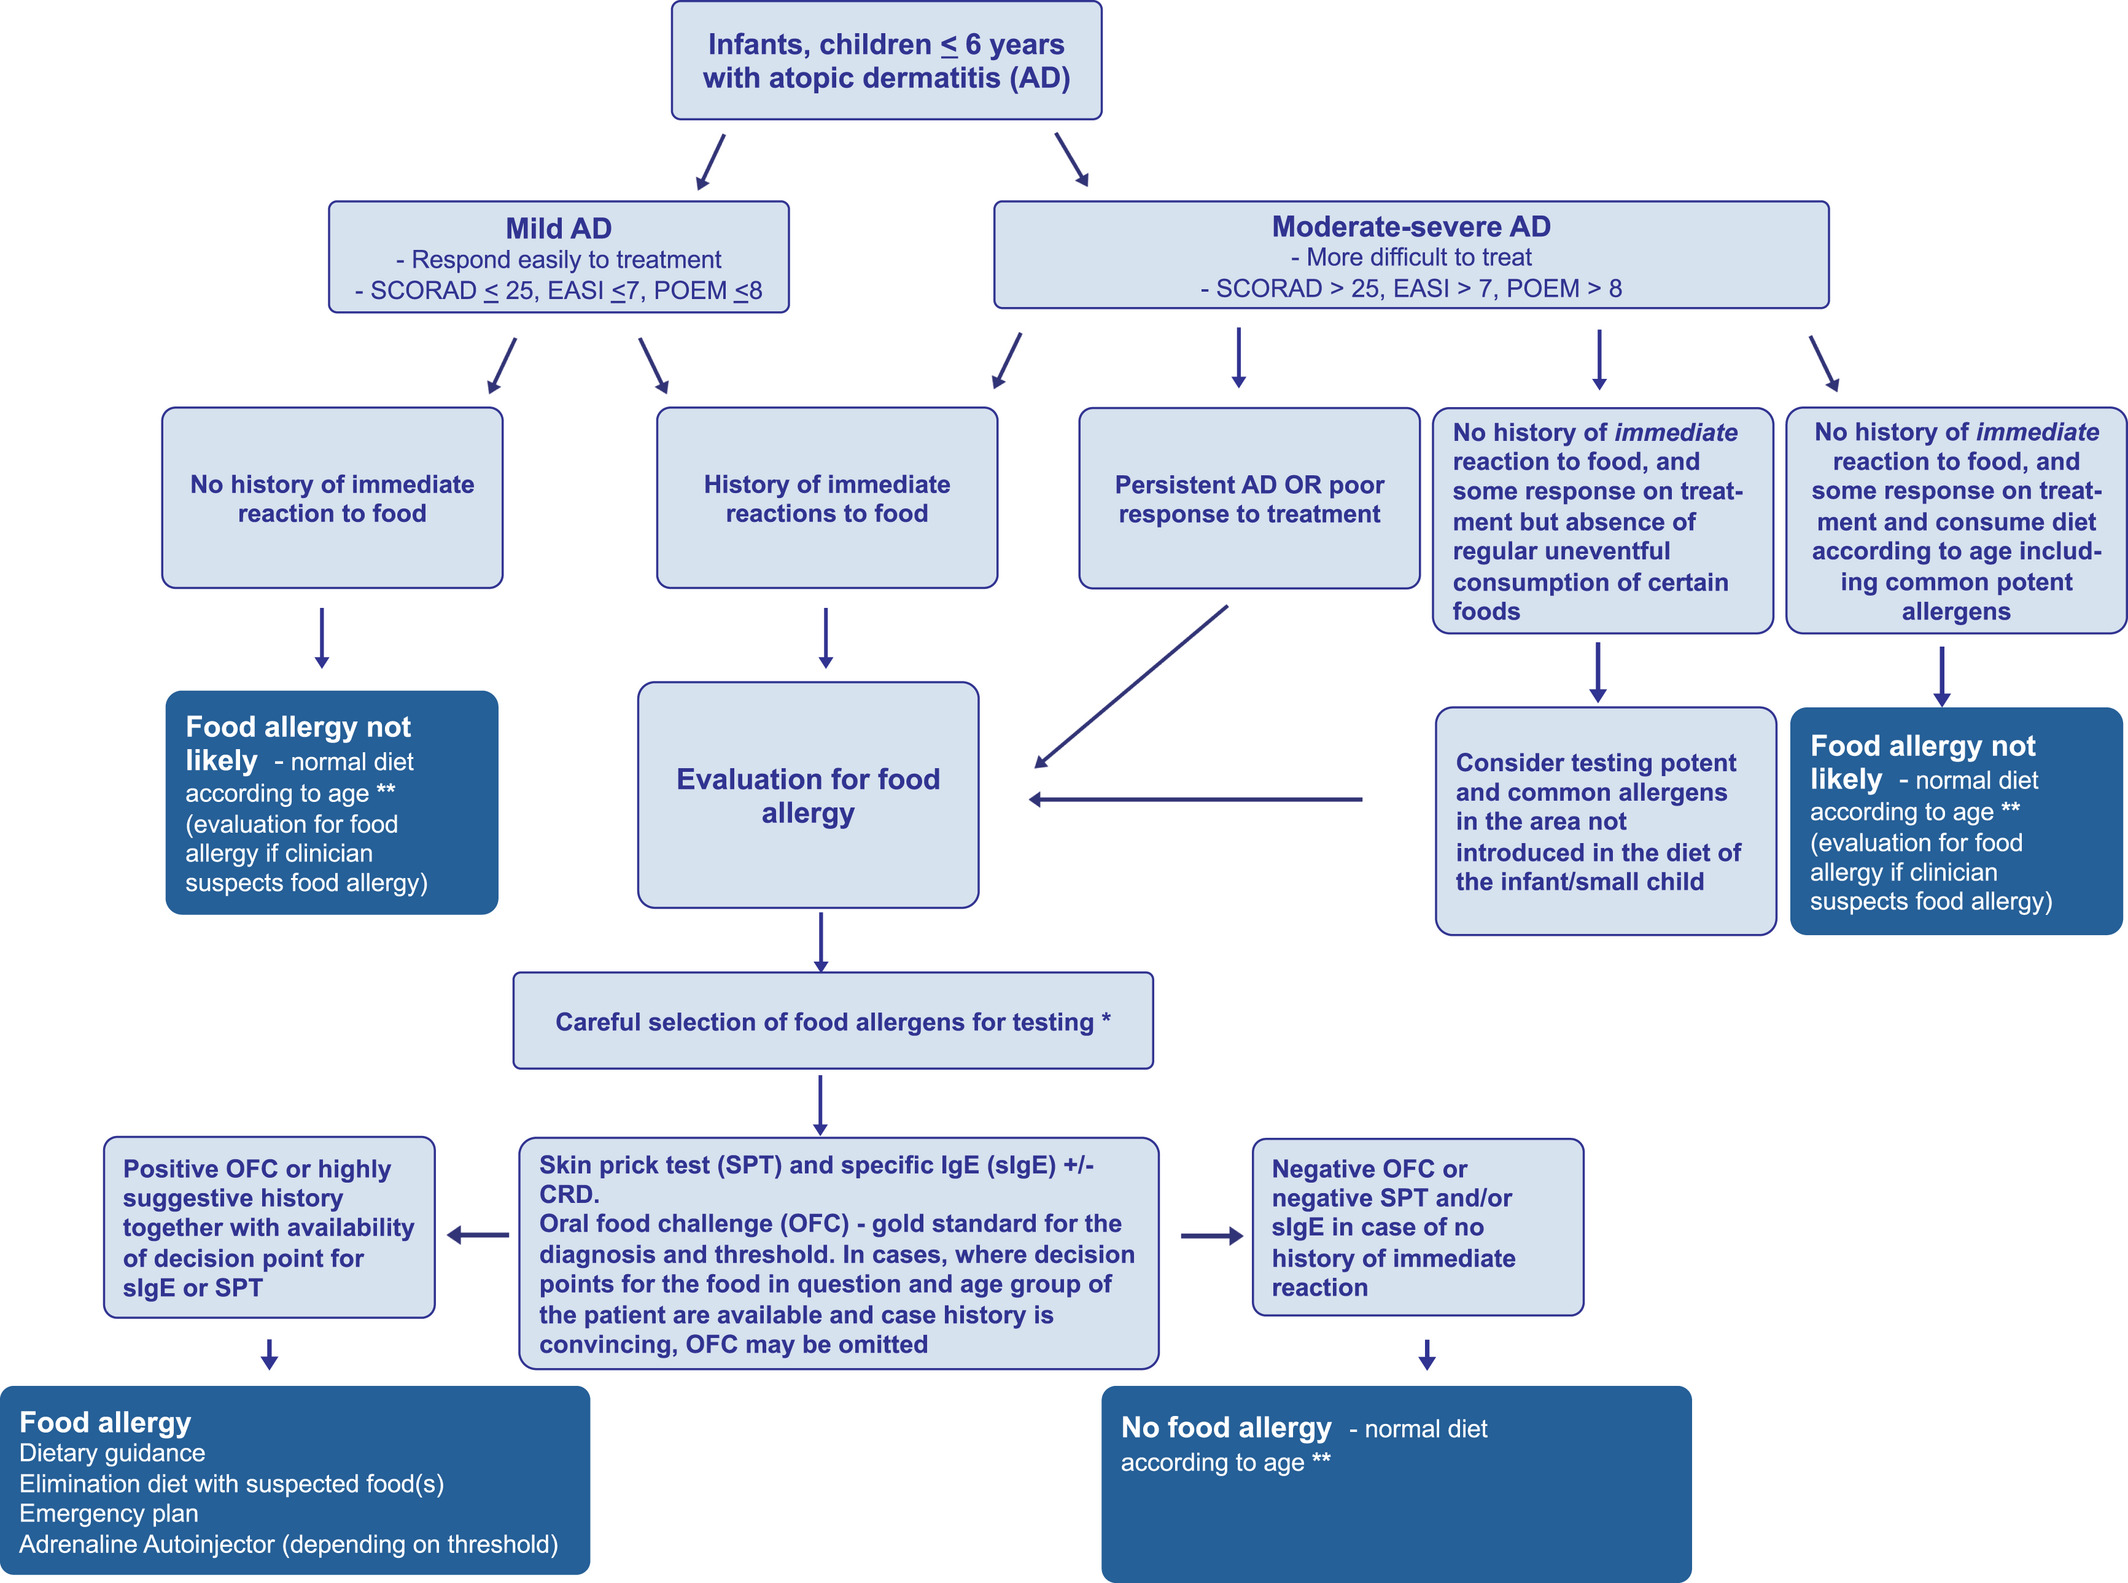 Infants, children ≤ 6 years
with atopic dermatitis (AD)
Mild AD
- Respond easily to treatment
- SCORAD ≤ 25, EASI ≤7, POEM ≤8
Moderate-severe AD
- More difficult to treat
- SCORAD > 25, EASI > 7, POEM > 8
No history of immediate
reaction to food
History of immediate
reactions to food
Persistent AD OR poor
response to treatment
No history of immediate
reaction to food, and
some response on treat-
ment but absence of
regular uneventful
consumption of certain
foods
No history of immediate
reaction to food, and
some response on treat-
ment and consume diet
according to age includ-
ing common potent
allergens
Food allergy not
likely - normal diet
according to age **
(evaluation for food
allergy if clinician
suspects food allergy)
Evaluation for food
allergy
Consider testing potent
and common allergens
in the area not
introduced in the diet of
the infant/small child
Food allergy not
likely - normal diet
according to age **
(evaluation for food
allergy if clinician
suspects food allergy)
Careful selection of food allergens for testing *
Positive OFC or highly
suggestive history
together with availability
of decision point for
sIgE or SPT
Skin prick test (SPT) and specific IgE (sIgE) +/-
CRD.
Oral food challenge (OFC) - gold standard for the
diagnosis and threshold. In cases, where decision
points for the food in question and age group of
the patient are available and case history is
convincing, OFC may be omitted
Negative OFC or
negative SPT and/or
sIgE in case of no
history of immediate
reaction
Food allergy
Dietary guidance
Elimination diet with suspected food(s)
Emergency plan
Adrenaline Autoinjector (depending on threshold)
No food allergy - normal diet
according to age **